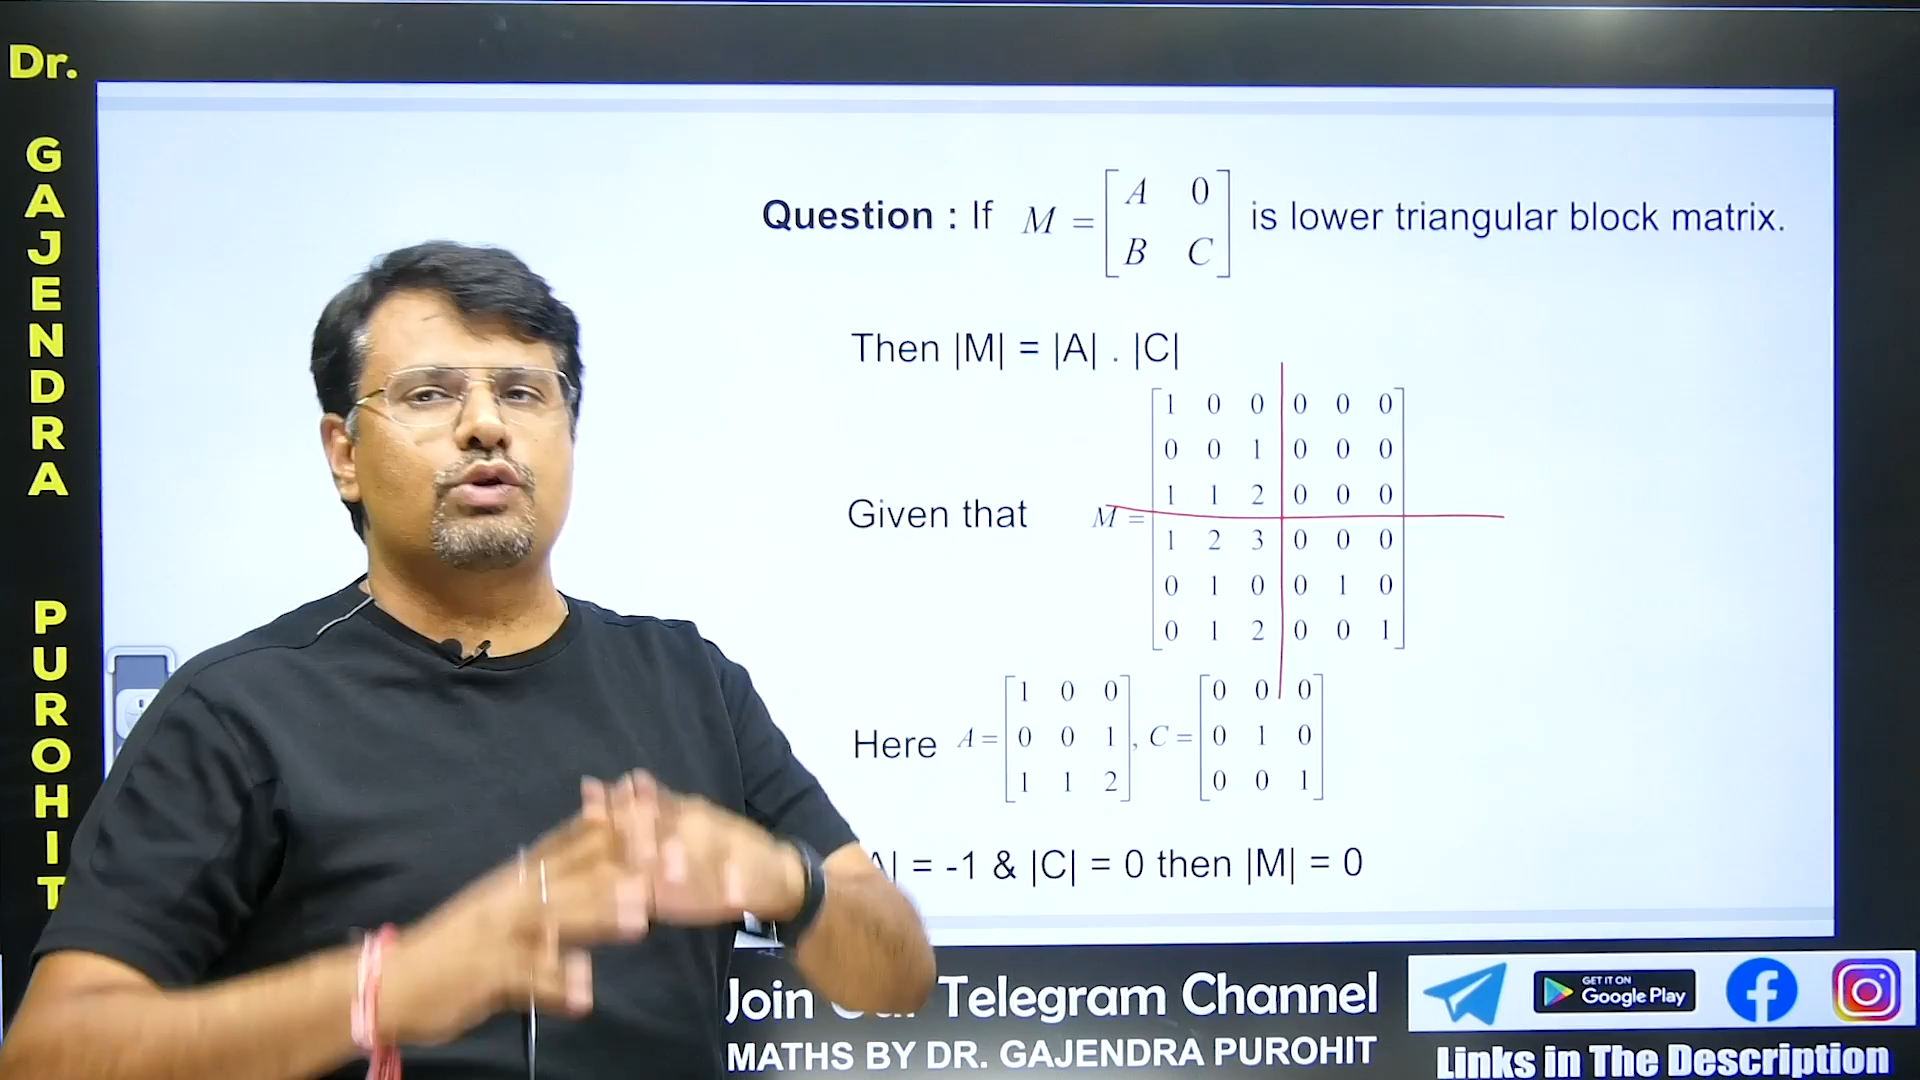 Dr.
GAJENDRA
PUROHIT
Question : If M = [ A 0
B C ] is lower triangular block matrix.
Then |M| = |A| . |C|
Given that M =
1 0 0 0 0 0
0 0 1 0 0 0
1 1 2 0 0 0
1 2 3 0 0 0
0 1 0 0 1 0
0 1 2 0 0 1
Here A = , C =
1 0 0 0 0 0
0 0 1 0 1 0
1 1 2 0 0 1
= -1 & |C| = 0 then |M| = 0
Join Telegram Channel
MATHS BY DR. GAJENDRA PUROHIT
GET IT ON
Google Play
Links in The Description